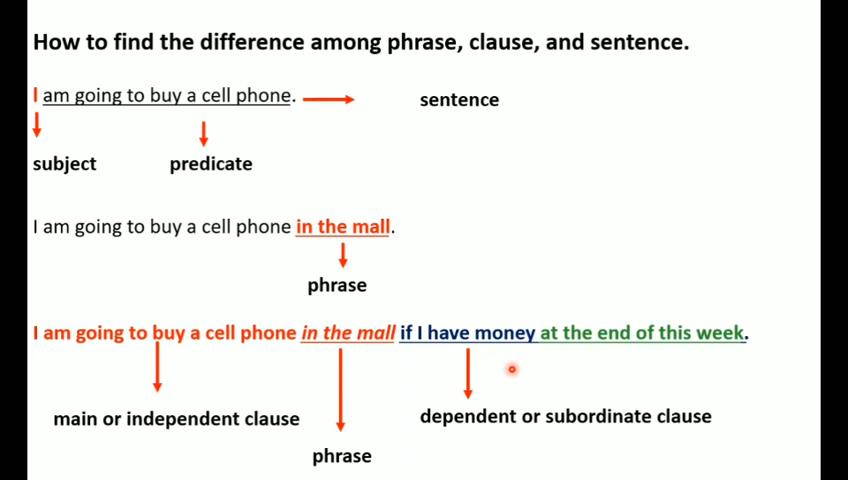 How to find the difference among phrase, clause, and sentence.
I am going to buy a cell phone. sentence
subject predicate
I am going to buy a cell phone in the mall.
phrase
I am going to buy a cell phone in the mall if I have money at the end of this week.
main or independent clause dependent or subordinate clause
phrase